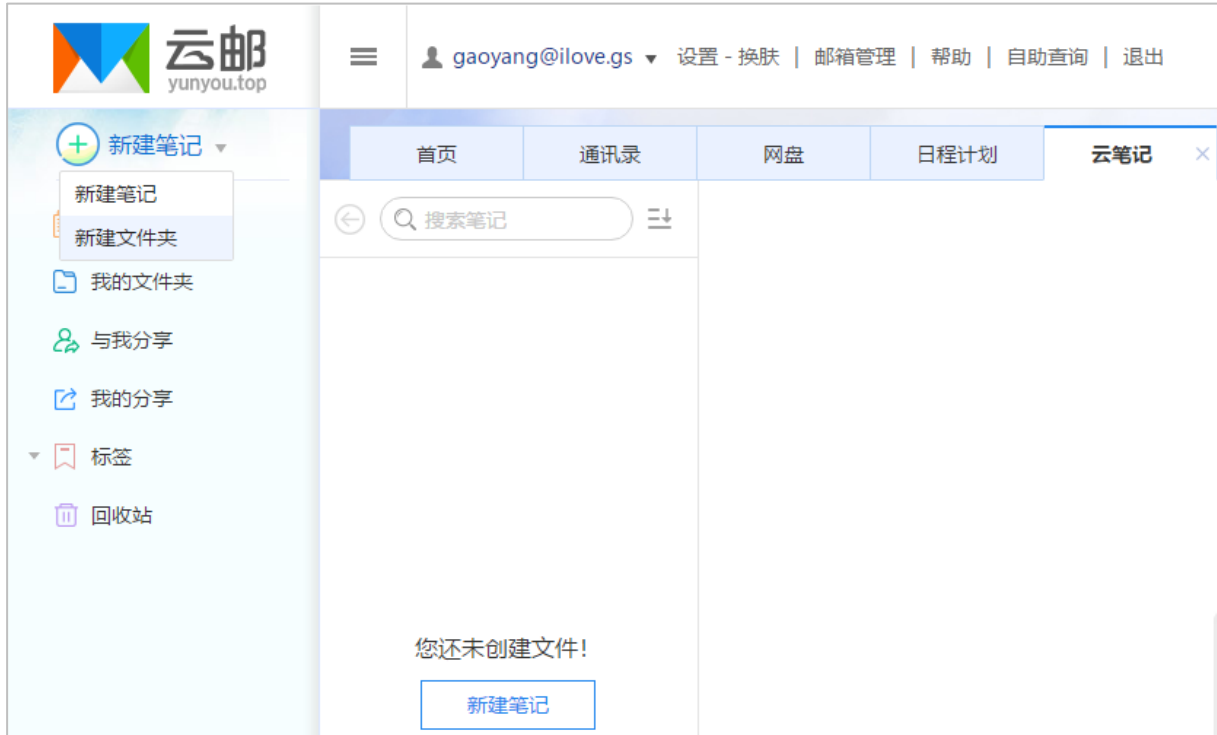 云邮
yunyou.top
gaoyang@ilove.gs 设置 - 换肤 | 邮箱管理 | 帮助 | 自助查询 | 退出
新建笔记
新建笔记
新建文件夹
我的文件夹
与我分享
我的分享
标签
回收站
首页 通讯录 网盘 日程计划 云笔记
搜索笔记
您还未创建文件!
新建笔记